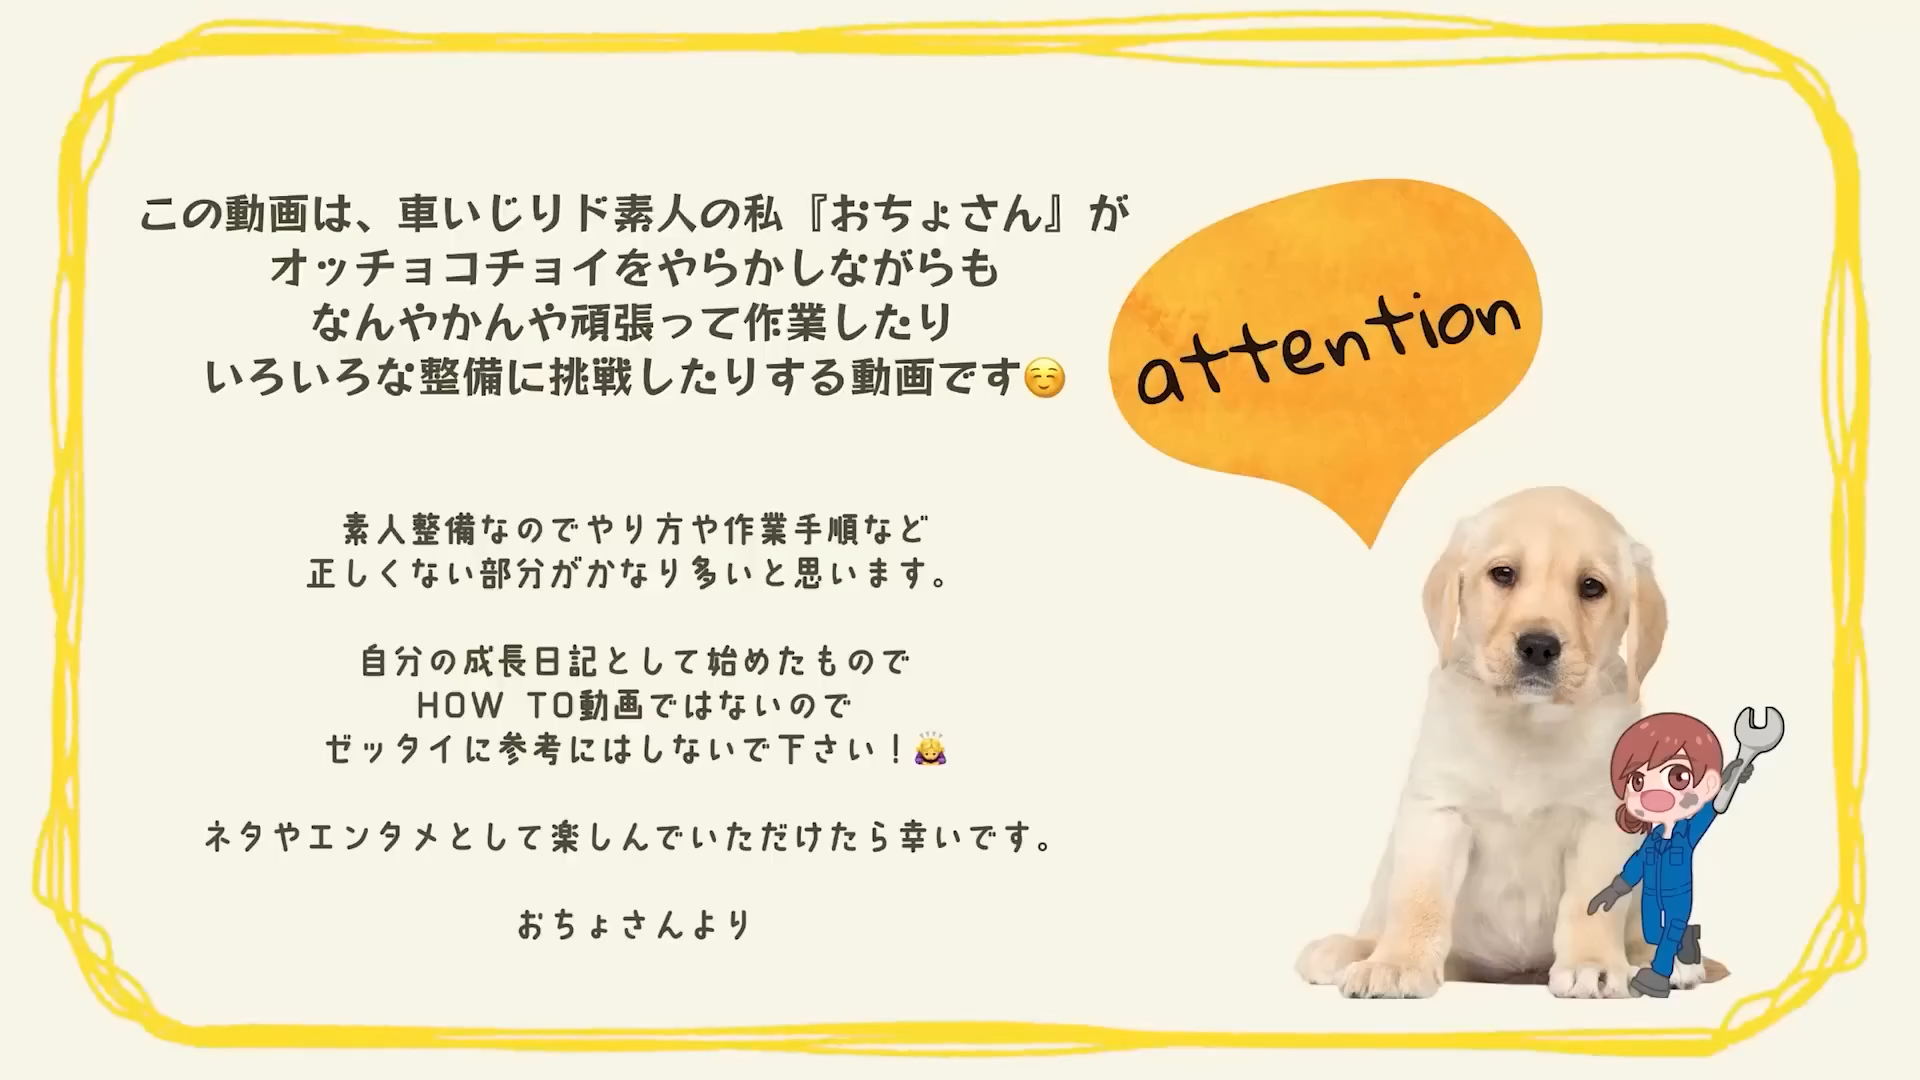 この動画は、車いじりド素人の私『おちょさん』が
オッチョコチョイをやらかしながらも
なんやかんや頑張って作業したり
いろいろな整備に挑戦したりする動画です☺️
attention
素人整備なのでやり方や作業手順など
正しくない部分がかなり多いと思います。
自分の成長日記として始めたもので
HOW TO動画ではないので
ゼッタイに参考にはしないで下さい！🙇‍♀️
ネタやエンタメとして楽しんでいただけたら幸いです。
おちょさんより